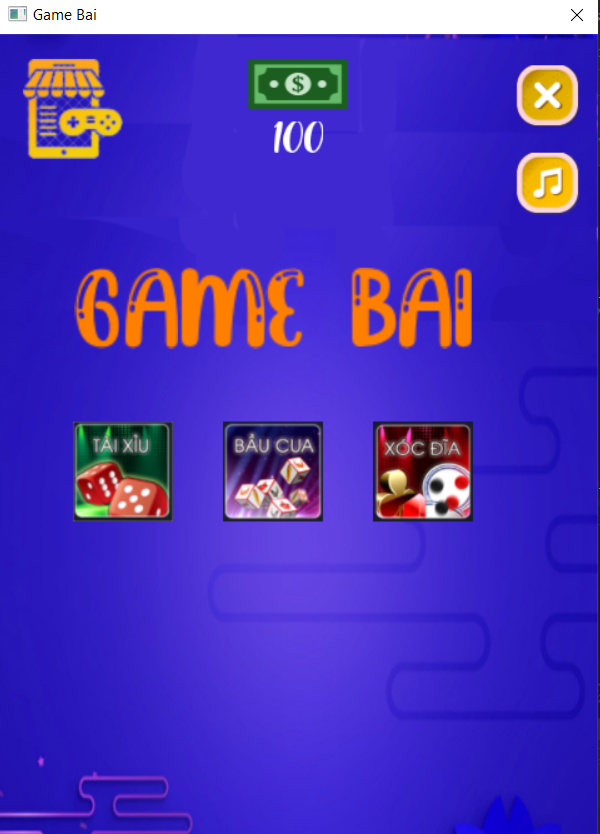 Game Bai
$
100
GAME BAI
TÀI XỈU
BẦU CUA
XÓC ĐĨA